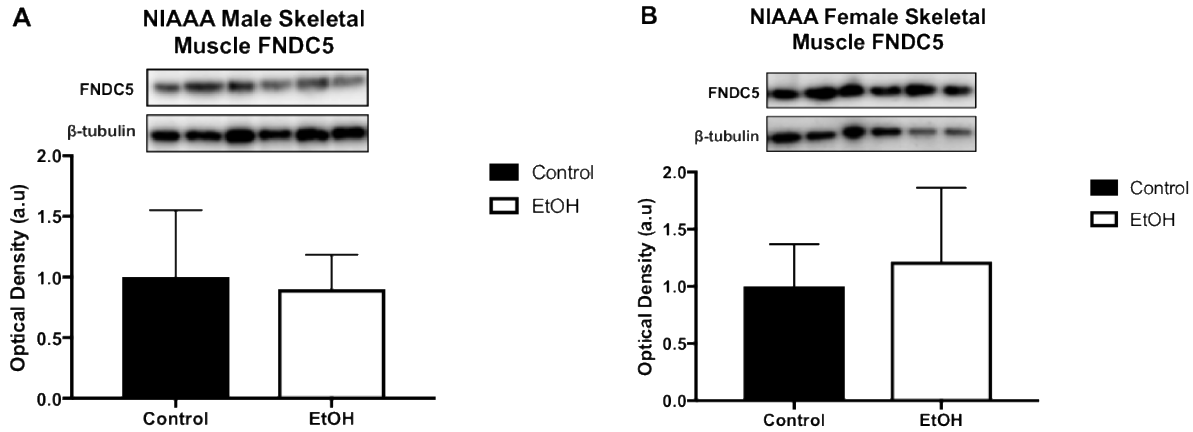 A
NIAAA Male Skeletal
Muscle FNDC5
FNDC5
β-tubulin
2.0
1.5
1.0
0.5
0.0
Optical Density (a.u)
Control
EtOH
Control
EtOH
B
NIAAA Female Skeletal
Muscle FNDC5
FNDC5
β-tubulin
2.0
1.5
1.0
0.5
0.0
Optical Density (a.u)
Control
EtOH
Control
EtOH